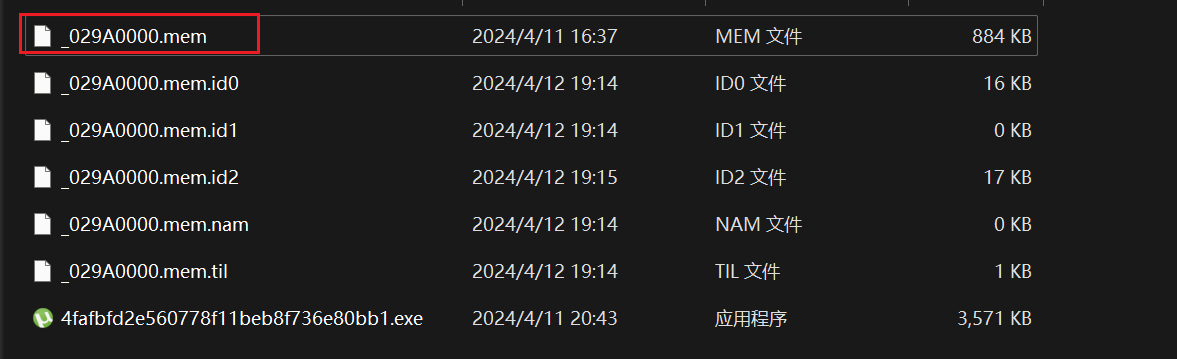 _029A0000.mem 2024/4/11 16:37 MEM 文件 884 KB
_029A0000.mem.id0 2024/4/12 19:14 ID0 文件 16 KB
_029A0000.mem.id1 2024/4/12 19:14 ID1 文件 0 KB
_029A0000.mem.id2 2024/4/12 19:15 ID2 文件 17 KB
_029A0000.mem.nam 2024/4/12 19:14 NAM 文件 0 KB
_029A0000.mem.til 2024/4/12 19:14 TIL 文件 1 KB
4fafbfd2e560778f11beb8f736e80bb1.exe 2024/4/11 20:43 应用程序 3,571 KB